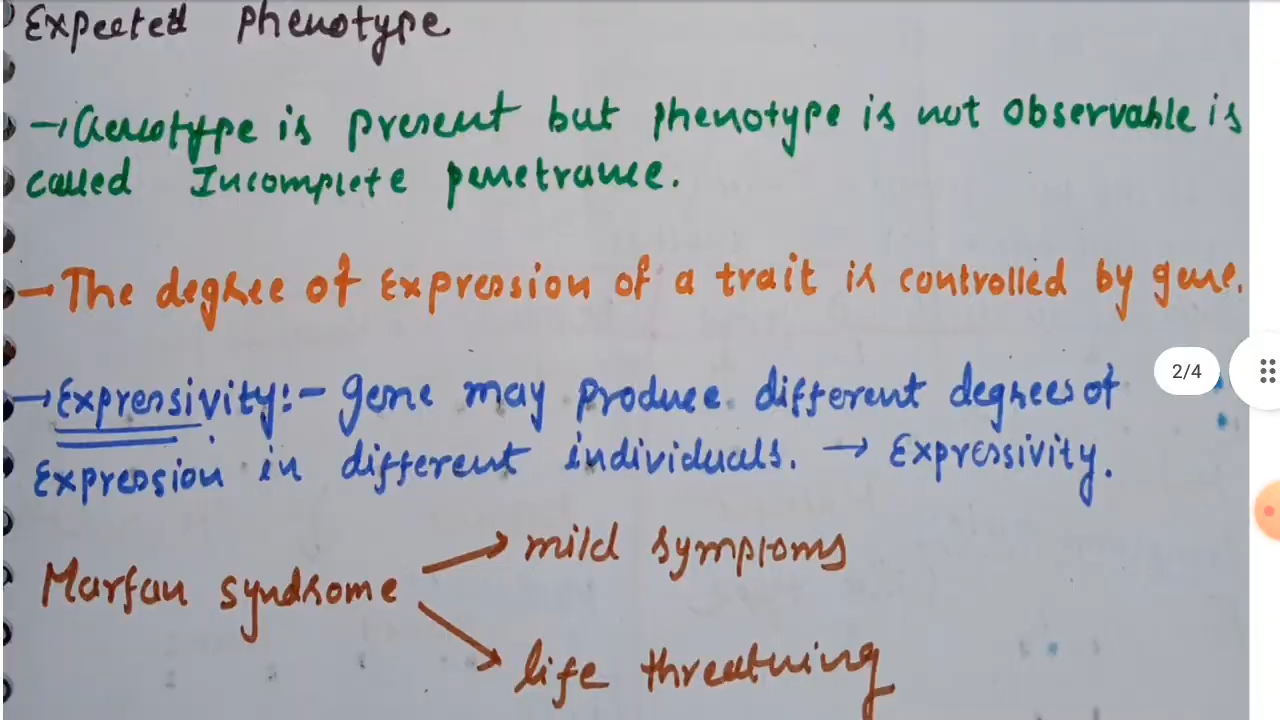 Expected Phenotype
→ Genotype is present but phenotype is not observable is
called Incomplete penetrance.
→ The degree of expression of a trait is controlled by gene.
→ Expressivity:- gene may produce different degrees of
expression in different individuals. → Expressivity.
Marfan syndrome → mild symptoms
→ life threatning
2/4